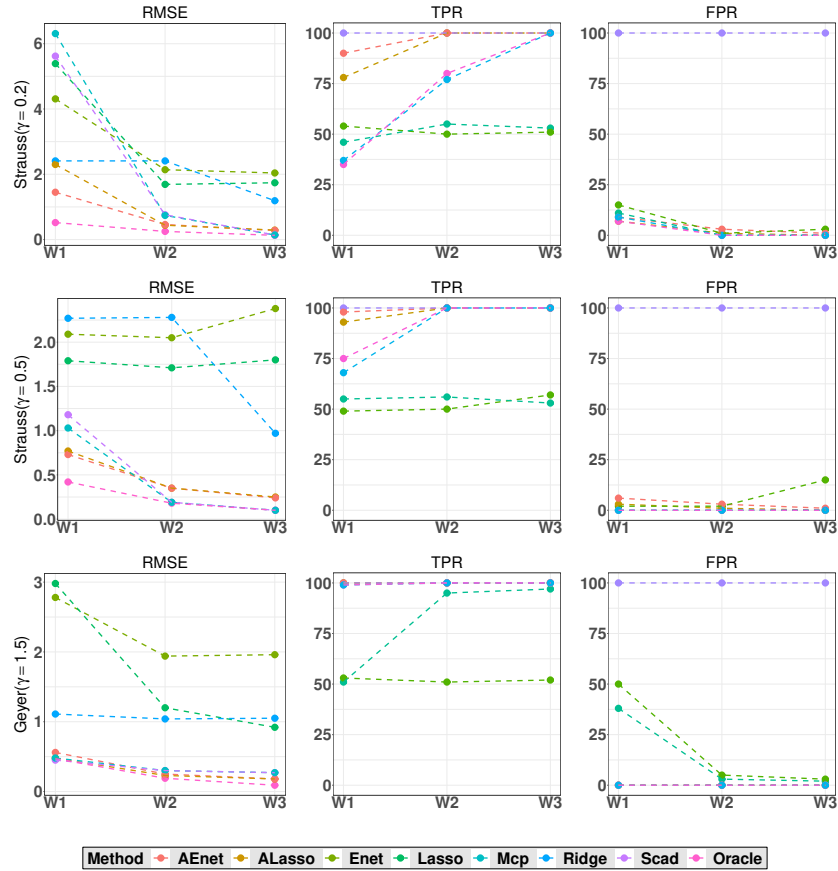 RMSE
TPR
FPR
Strauss(γ = 0.2)
6
4
2
0
100
75
50
25
0
100
75
50
25
0
W1 W2 W3
W1 W2 W3
W1 W2 W3
RMSE
TPR
FPR
Strauss(γ = 0.5)
2.0
1.5
1.0
0.5
0.0
100
75
50
25
0
100
75
50
25
0
W1 W2 W3
W1 W2 W3
W1 W2 W3
RMSE
TPR
FPR
Geyer(γ = 1.5)
3
2
1
0
100
75
50
25
0
100
75
50
25
0
W1 W2 W3
W1 W2 W3
W1 W2 W3
Method AEnet ALasso Enet Lasso Mcp Ridge Scad Oracle